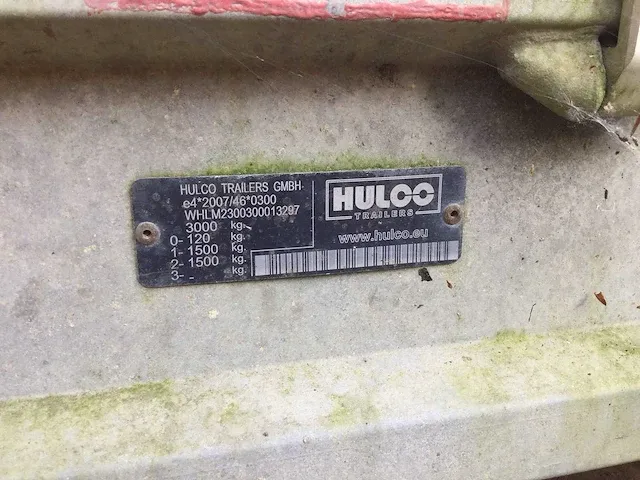 HULCO TRAILERS GMBH
e4*2007/46*0300
WHLM2300300013297
3000 kg.
0- 120 kg.
1- 1500 kg.
2- 1500 kg.
3- - kg.
HULCO
TRAILERS
www.hulco.eu